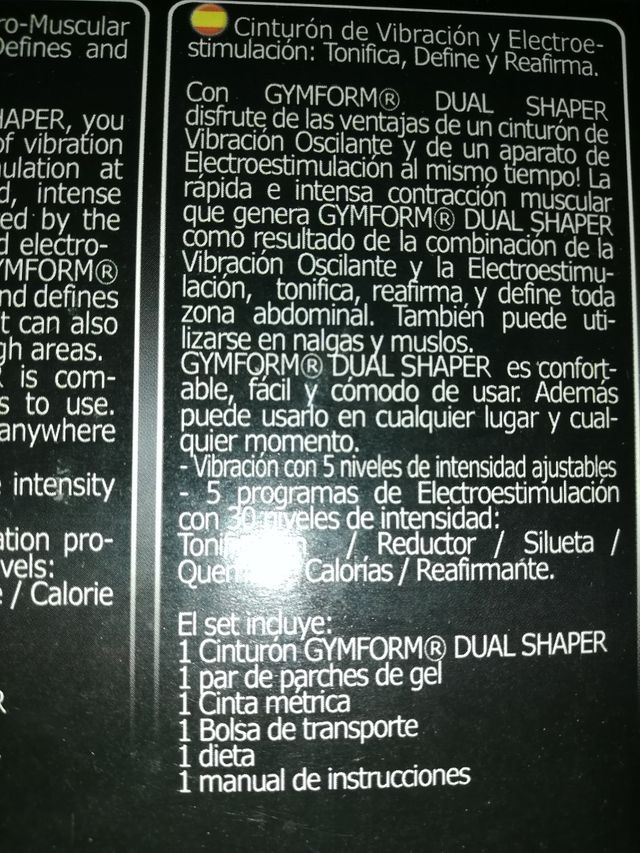 ro-Muscular
Defines and
HAPER, you
of vibration
ulation at
d, intense
ed by the
d electro-
YMFORM®
nd defines
t can also
gh areas.
R is com-
s to use.
anywhere
e intensity
ation pro-
vels:
e / Calorie
R
Cinturón de Vibración y Electroe-
stimulación: Tonifica, Define y Reafirma.
Con GYMFORM® DUAL SHAPER
disfrute de las ventajas de un cinturón de
Vibración Oscilante y de un aparato de
Electroestimulación al mismo tiempo! La
rápida e intensa contracción muscular
que genera GYMFORM® DUAL SHAPER
como resultado de la combinación de la
Vibración Oscilante y la Electroestimu-
lación, tonifica, reafirma y define toda
zona abdominal. También puede uti-
lizarse en nalgas y muslos.
GYMFORM® DUAL SHAPER es confort-
able, fácil y cómodo de usar. Además
puede usarlo en cualquier lugar y cual-
quier momento.
- Vibración con 5 niveles de intensidad ajustables
- 5 programas de Electroestimulación
con 30 niveles de intensidad:
/ Reductor / Silueta /
Calorías / Reafirmante.
El set incluye:
1 Cinturón GYMFORM® DUAL SHAPER
1 par de parches de gel
1 Cinta métrica
1 Bolsa de transporte
1 dieta
1 manual de instrucciones